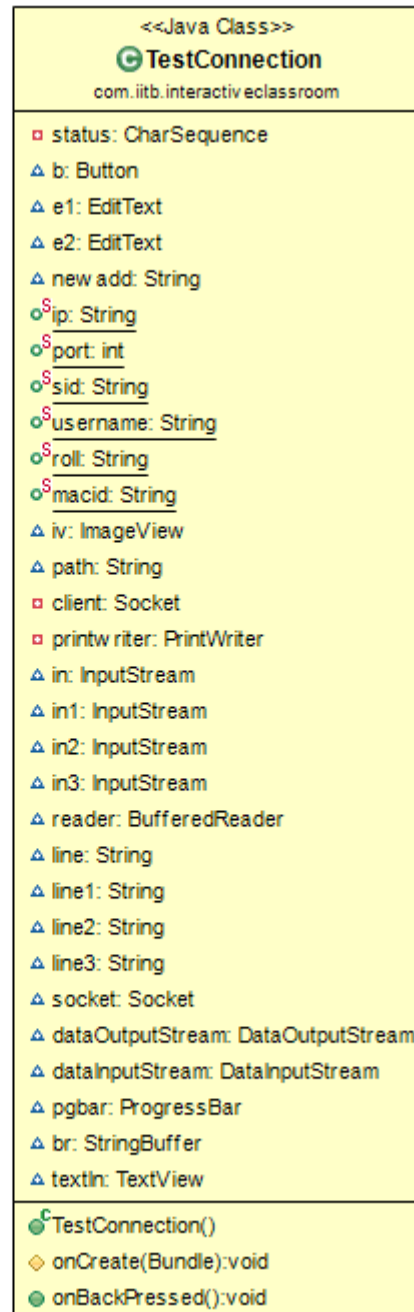 <<Java Class>>
TestConnection
com.iitb.interactiveclassroom
status: CharSequence
b: Button
e1: EditText
e2: EditText
newadd: String
ip: String
port: int
sid: String
username: String
roll: String
macid: String
iv: ImageView
path: String
client: Socket
printwriter: PrintWriter
in: InputStream
in1: InputStream
in2: InputStream
in3: InputStream
reader: BufferedReader
line: String
line1: String
line2: String
line3: String
socket: Socket
dataOutputStream: DataOutputStream
dataInputStream: DataInputStream
pgbar: ProgressBar
br: StringBuffer
textIn: TextView
TestConnection()
onCreate(Bundle):void
onBackPressed():void